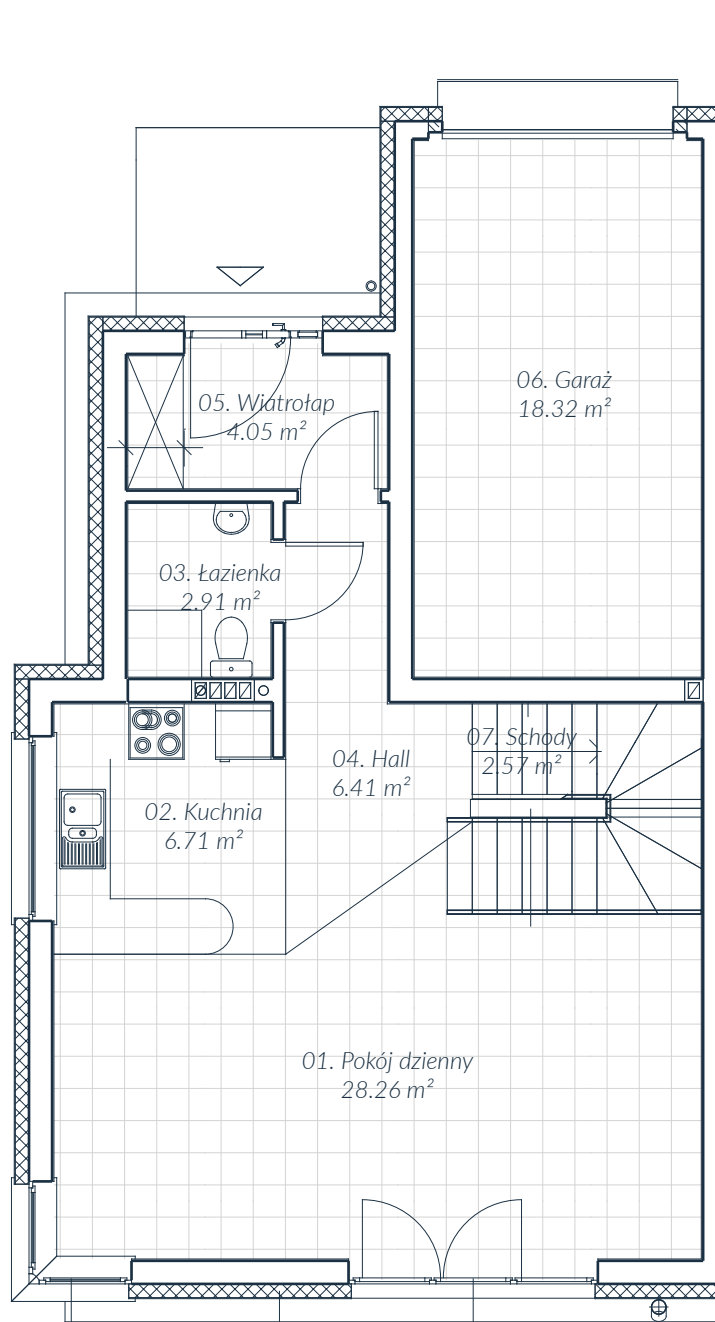 06. Garaż
18.32 m²
05. Wiatrołap
4.05 m²
03. Łazienka
2.91 m²
07. Schody
2.57 m²
04. Hall
6.41 m²
02. Kuchnia
6.71 m²
01. Pokój dzienny
28.26 m²